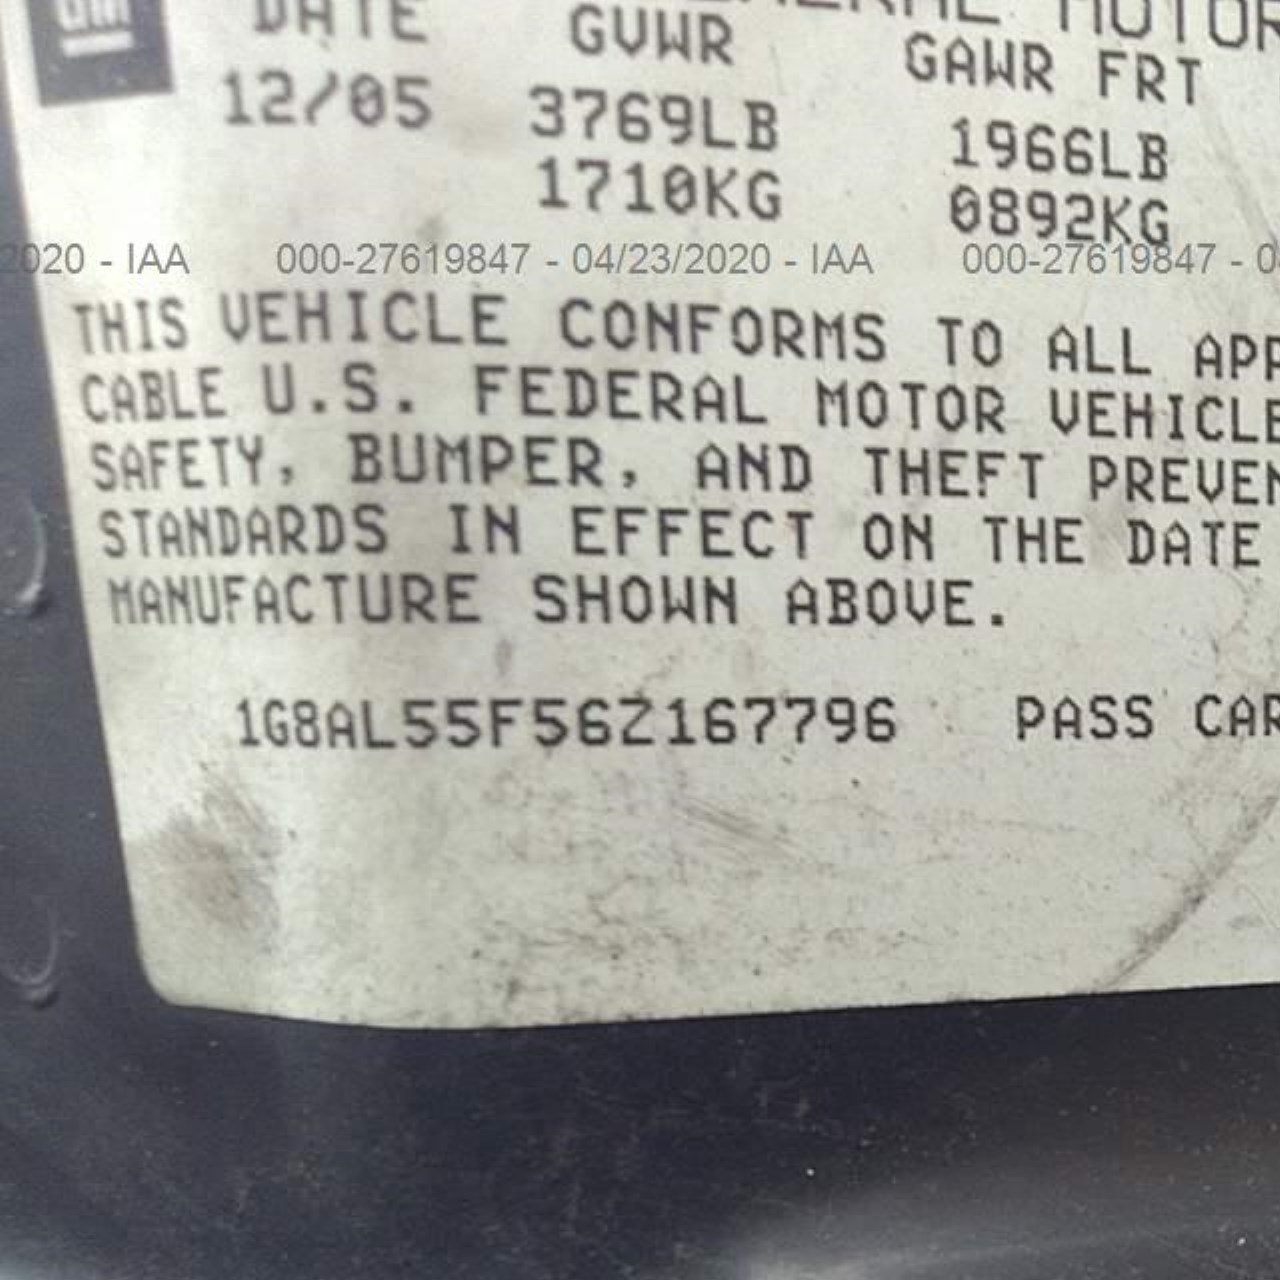 GM
DATE GVWR GAWR FRT
12/05 3769LB 1966LB
1710KG 0892KG
2020 - IAA 000-27619847 - 04/23/2020 - IAA 000-27619847 - 0
THIS VEHICLE CONFORMS TO ALL APP
CABLE U.S. FEDERAL MOTOR VEHICLE
SAFETY, BUMPER, AND THEFT PREVEN
STANDARDS IN EFFECT ON THE DATE
MANUFACTURE SHOWN ABOVE.
1G8AL55F56Z167796 PASS CAR